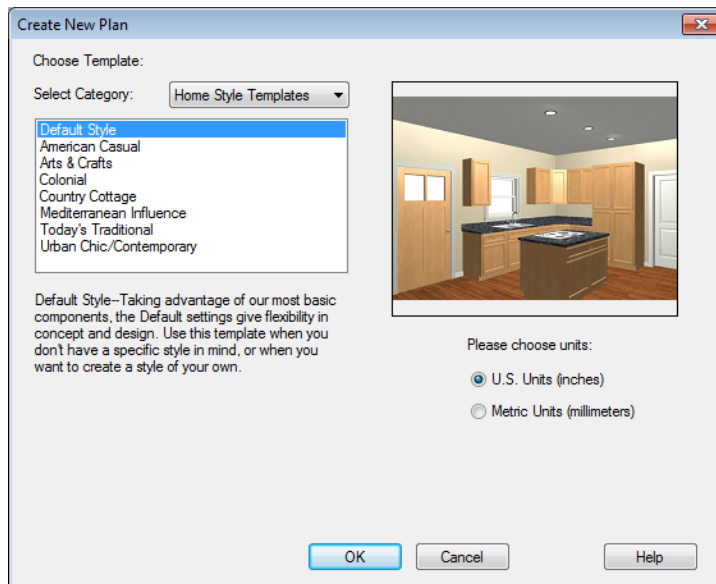 Create New Plan
Choose Template:
Select Category:
Home Style Templates
Default Style
American Casual
Arts & Crafts
Colonial
Country Cottage
Mediterranean Influence
Today's Traditional
Urban Chic/Contemporary
Default Style--Taking advantage of our most basic
components, the Default settings give flexibility in
concept and design. Use this template when you
don't have a specific style in mind, or when you
want to create a style of your own.
Please choose units:
U.S. Units (inches)
Metric Units (millimeters)
OK
Cancel
Help